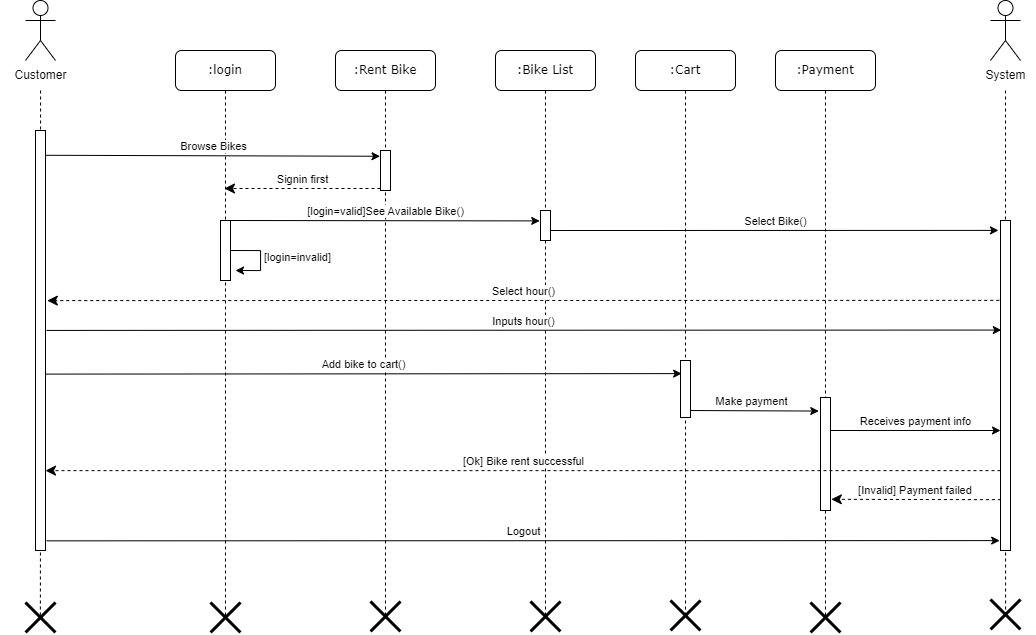 :login
:Rent Bike
:Bike List
:Cart
:Payment
Customer
System
Browse Bikes
Signin first
[login=valid]See Available Bike()
Select Bike()
[login=invalid]
Select hour()
Inputs hour()
Add bike to cart()
Make payment
Receives payment info
[Ok] Bike rent successful
[Invalid] Payment failed
Logout